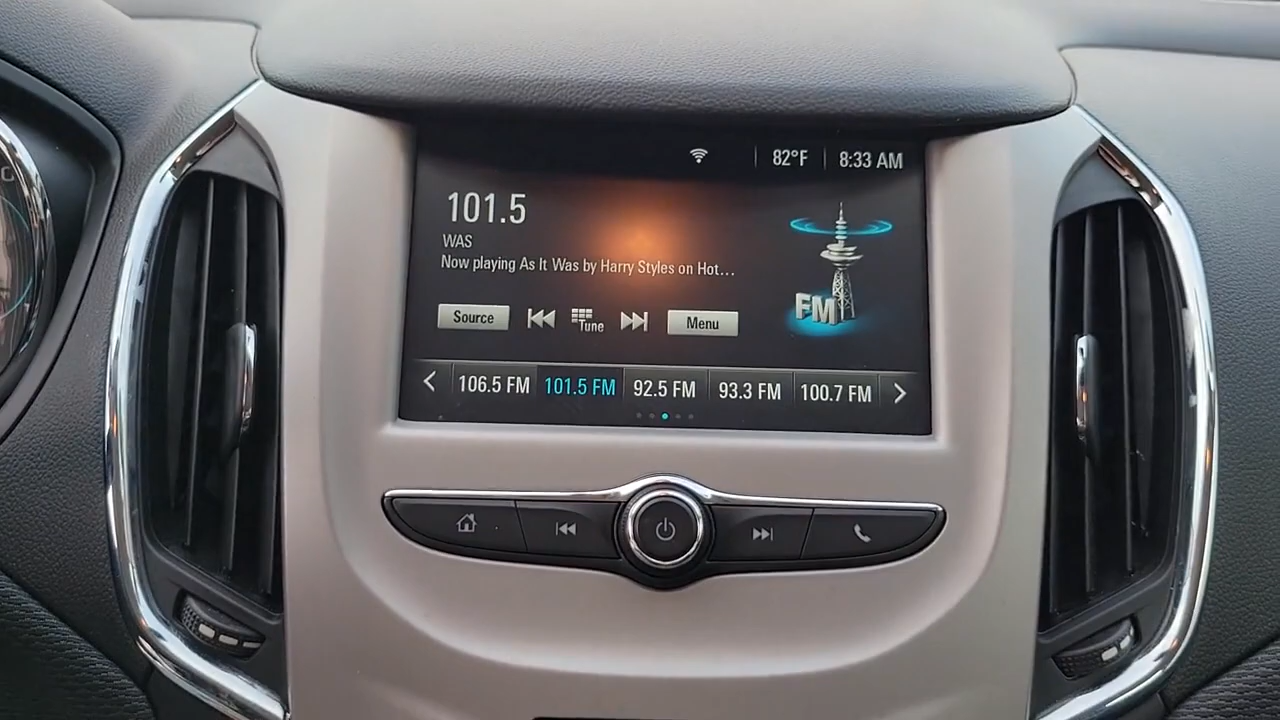 82°F 8:33 AM
101.5
WAS
Now playing As It Was by Harry Styles on Hot...
FM
Source Tune Menu
106.5 FM 101.5 FM 92.5 FM 93.3 FM 100.7 FM